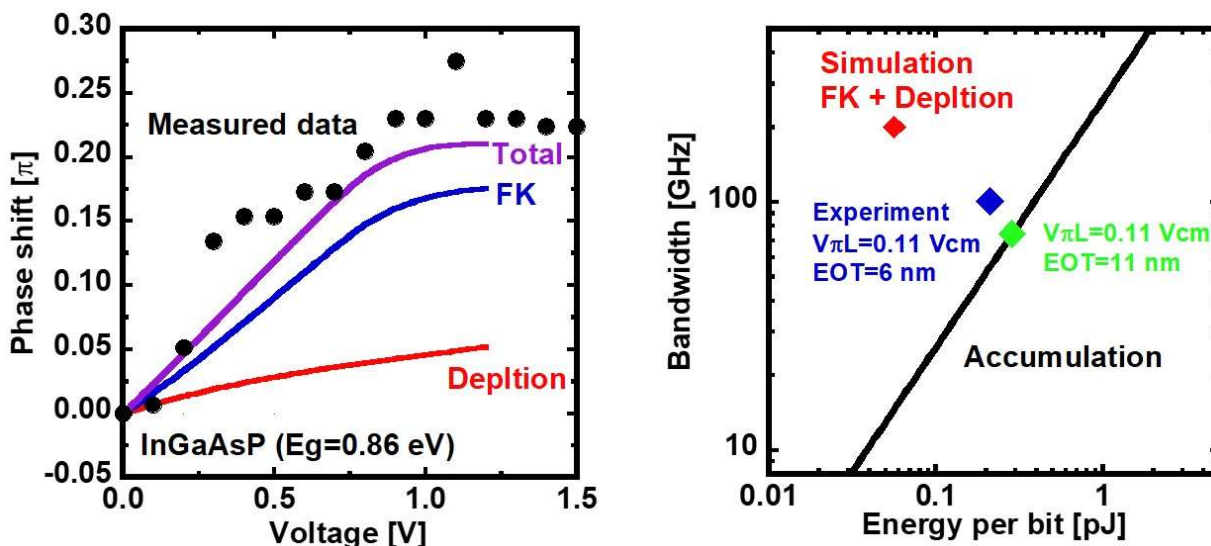 0.30
0.25
0.20
0.15
0.10
0.05
0.00
-0.05
Phase shift [π]
Measured data
Total
FK
Depltion
InGaAsP (Eg=0.86 eV)
0.0
0.5
1.0
1.5
Voltage [V]
Simulation
FK + Depltion
100
10
Bandwidth [GHz]
Experiment
VπL=0.11 Vcm
EOT=6 nm
VπL=0.11 Vcm
EOT=11 nm
Accumulation
0.01
0.1
1
Energy per bit [pJ]